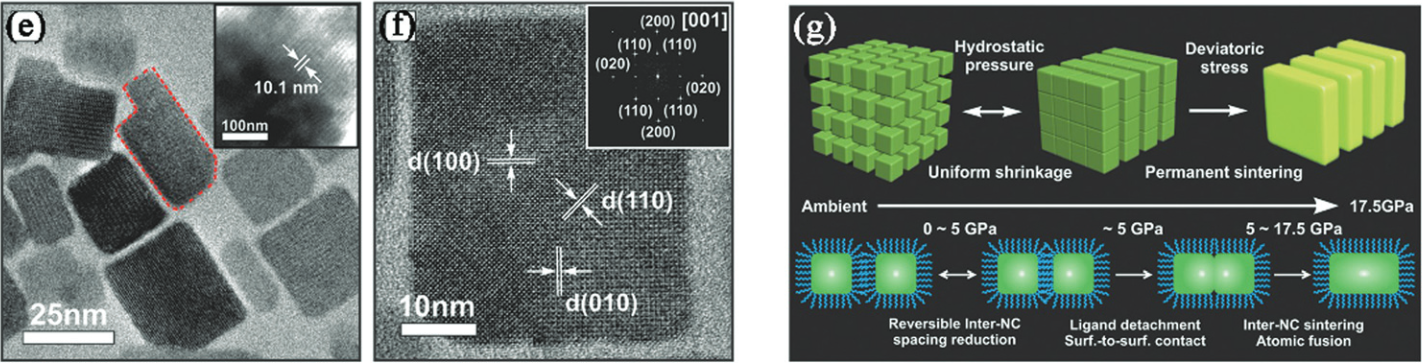 (e)
10.1 nm
100nm
25nm
(f)
(200) [001]
(110) (110)
(020)
(020)
(110) (110)
(200)
d(100)
d(110)
d(010)
10nm
(g)
Hydrostatic
pressure
Deviatoric
stress
Uniform shrinkage
Permanent sintering
Ambient
17.5GPa
0 ~ 5 GPa
~ 5 GPa
5 ~ 17.5 GPa
Reversible Inter-NC
spacing reduction
Ligand detachment
Surf.-to-surf. contact
Inter-NC sintering
Atomic fusion